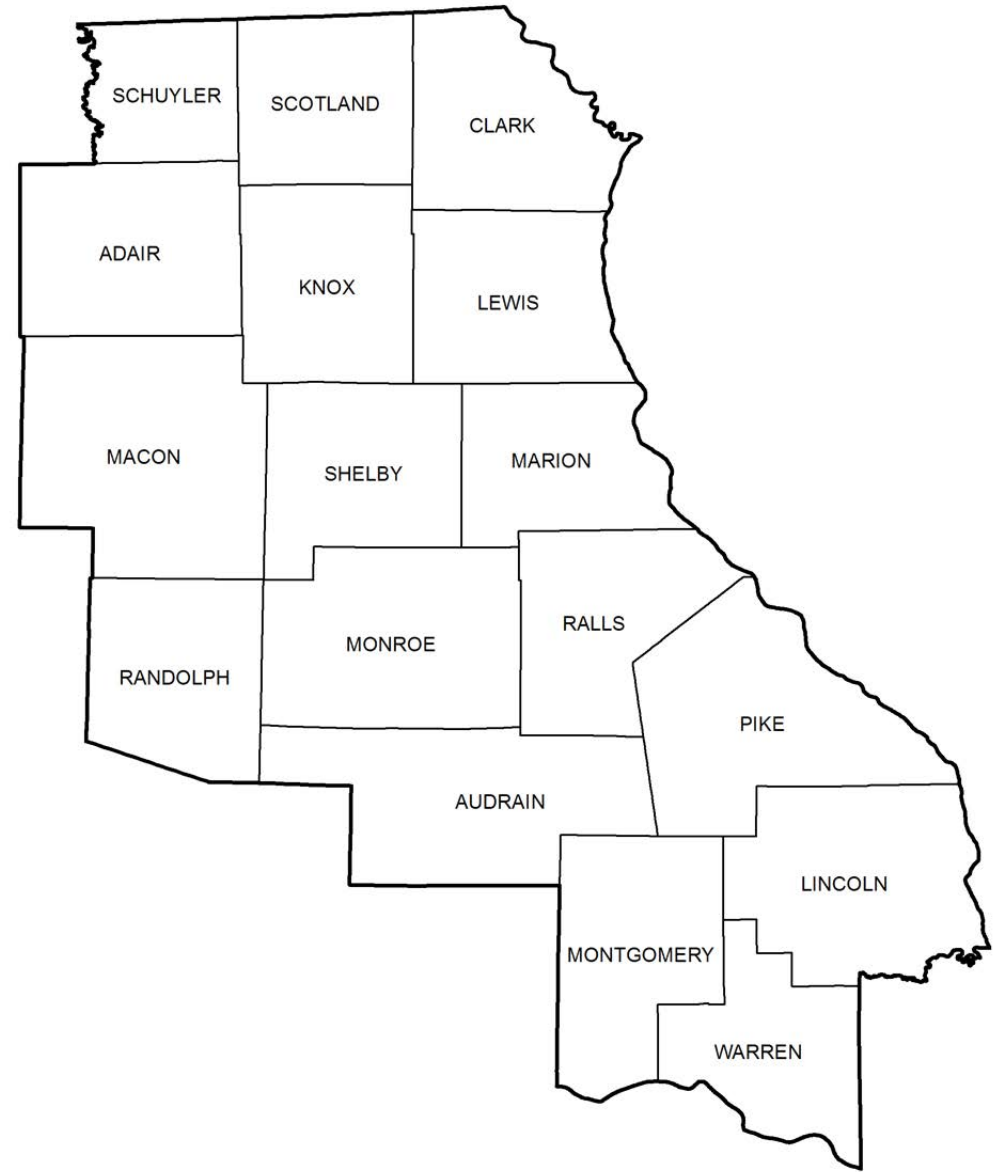 SCHUYLER
SCOTLAND
CLARK
ADAIR
KNOX
LEWIS
MACON
SHELBY
MARION
RANDOLPH
MONROE
RALLS
PIKE
AUDRAIN
LINCOLN
MONTGOMERY
WARREN